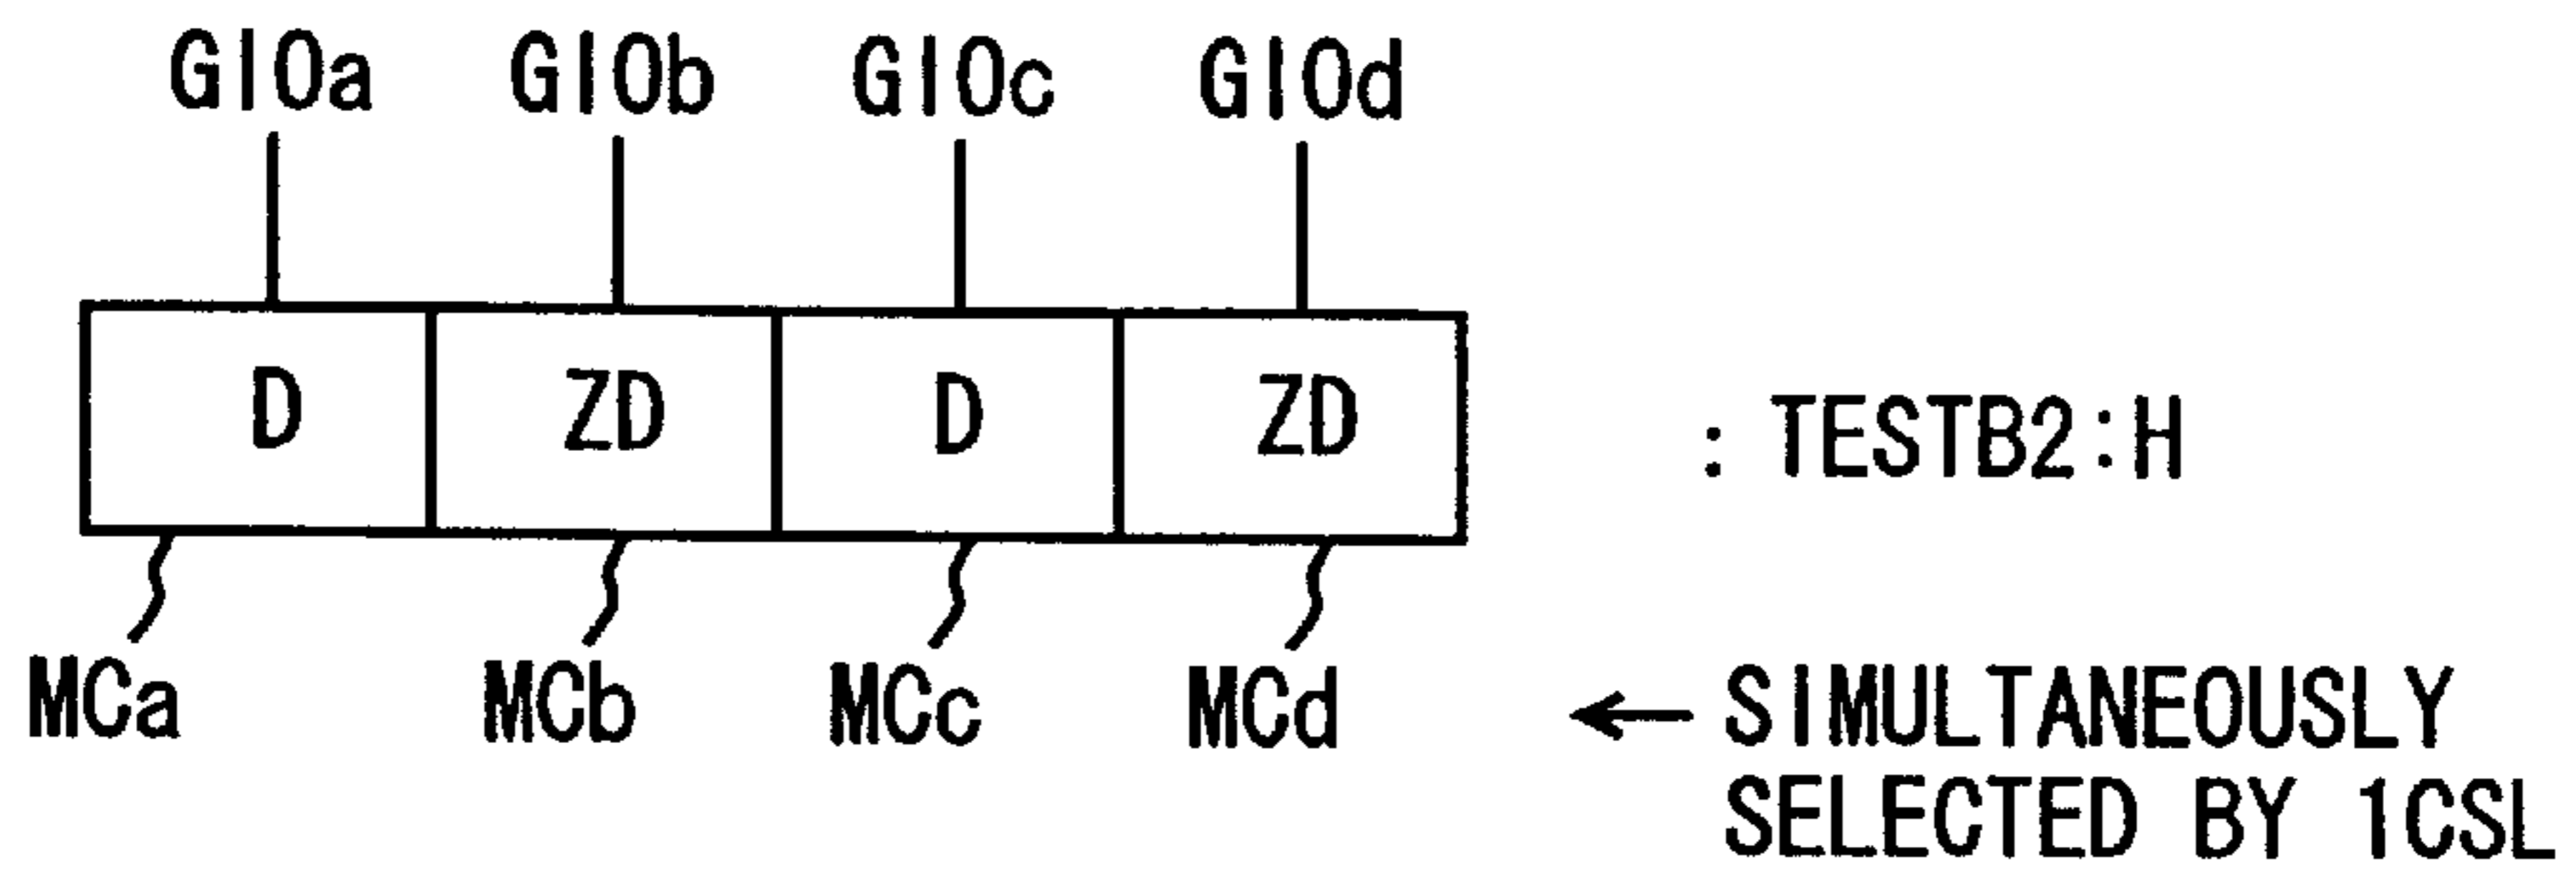 GIOa GIOb GIOc GIOd
D ZD D ZD : TESTB2:H
MCa MCb MCc MCd ← SIMULTANEOUSLY
SELECTED BY 1CSL